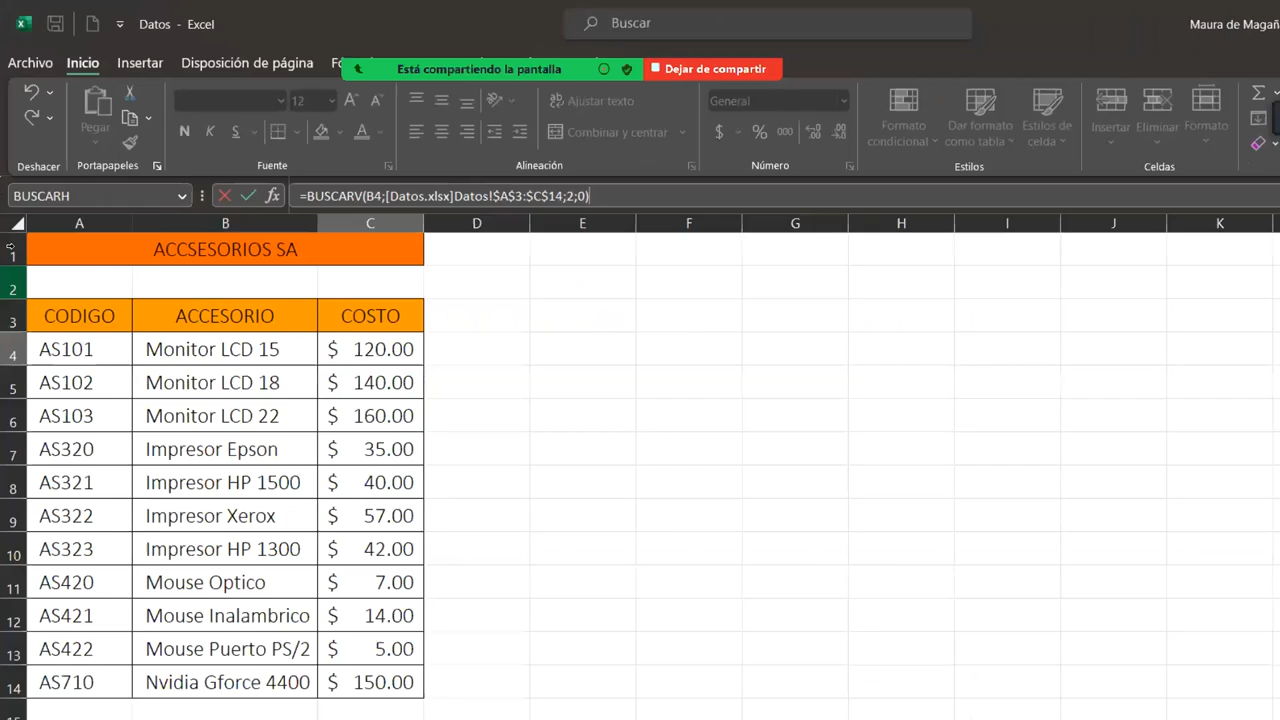 Datos - Excel
Buscar
Maura de Magañ
Archivo Inicio Insertar Disposición de página
Está compartiendo la pantalla Dejar de compartir
12 General
Pegar
Ajustar texto
N K S
Combinar y centrar
$ % 000
Formato condicional
Dar formato como tabla
Estilos de celda
Insertar Eliminar Formato
Deshacer Portapapeles Fuente Alineación Número Estilos Celdas
BUSCARH =BUSCARV(B4;[Datos.xlsx]Datos!$A$3:$C$14;2;0)
A B C D E F G H I J K
1 ACCSESORIOS SA
2
3 CODIGO ACCESORIO COSTO
4 AS101 Monitor LCD 15 $ 120.00
5 AS102 Monitor LCD 18 $ 140.00
6 AS103 Monitor LCD 22 $ 160.00
7 AS320 Impresor Epson $ 35.00
8 AS321 Impresor HP 1500 $ 40.00
9 AS322 Impresor Xerox $ 57.00
10 AS323 Impresor HP 1300 $ 42.00
11 AS420 Mouse Optico $ 7.00
12 AS421 Mouse Inalambrico $ 14.00
13 AS422 Mouse Puerto PS/2 $ 5.00
14 AS710 Nvidia Gforce 4400 $ 150.00